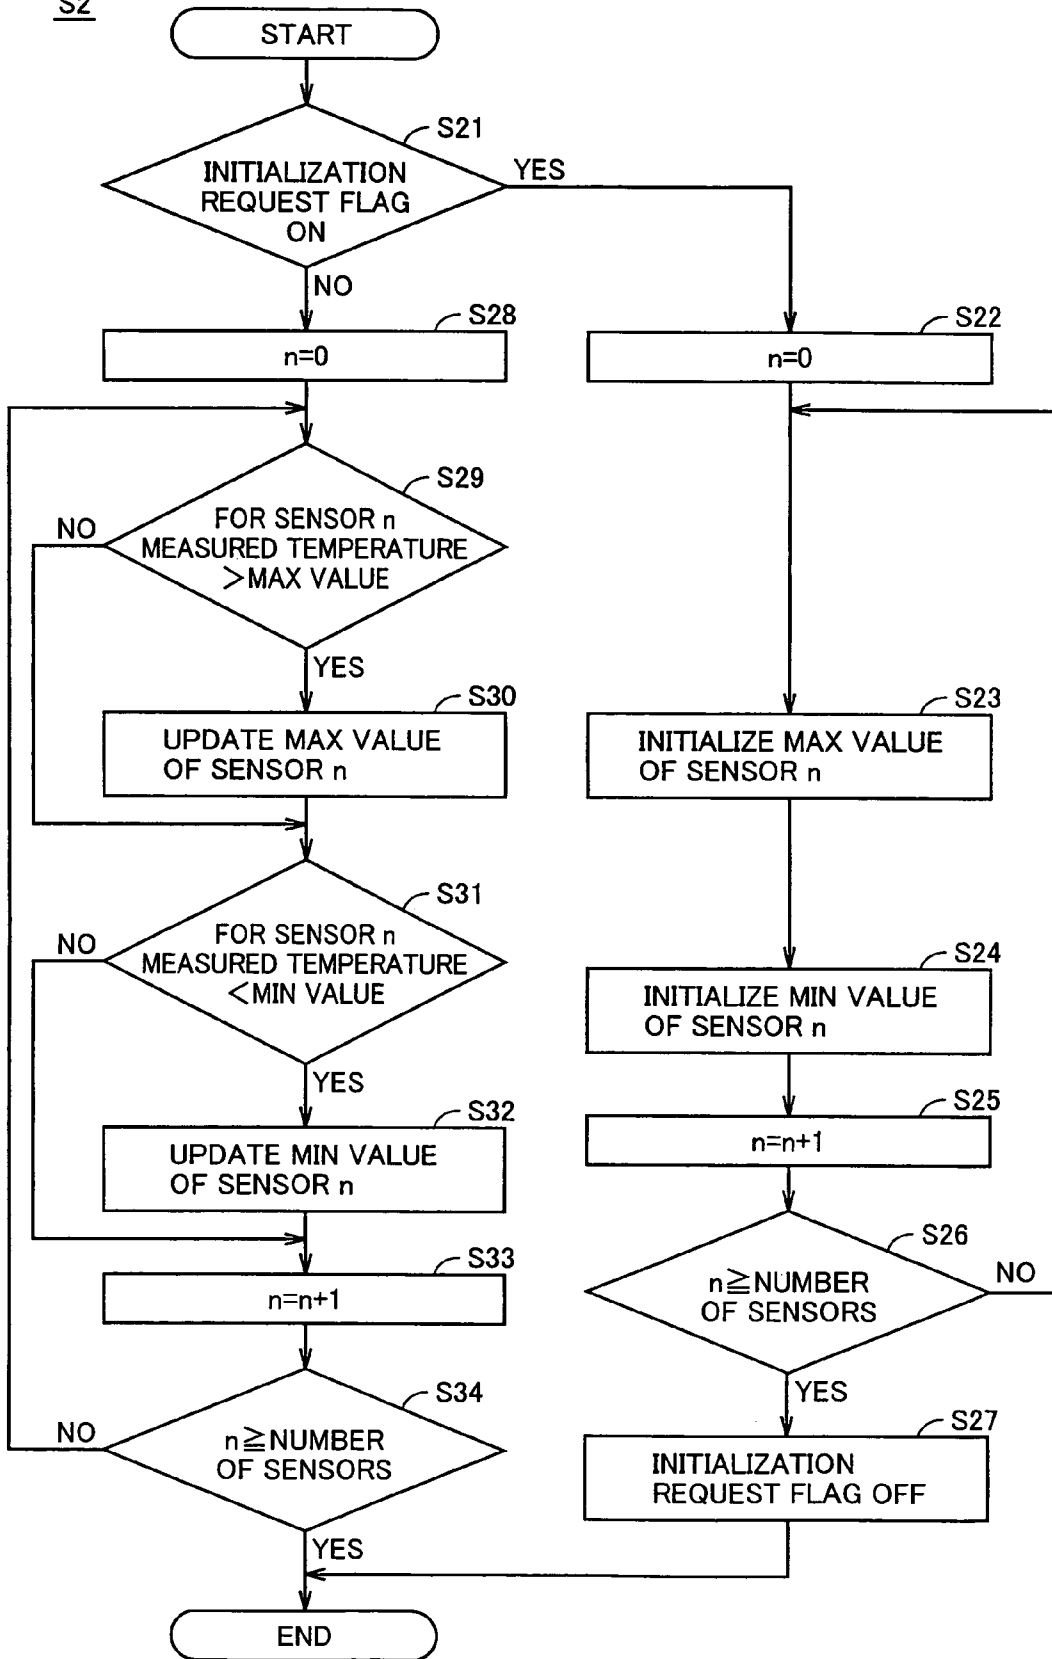 S2
START
S21
INITIALIZATION
REQUEST FLAG
ON
YES
NO
S28
n=0
S22
n=0
S29
NO
FOR SENSOR n
MEASURED TEMPERATURE
>MAX VALUE
YES
S30
UPDATE MAX VALUE
OF SENSOR n
S23
INITIALIZE MAX VALUE
OF SENSOR n
S31
NO
FOR SENSOR n
MEASURED TEMPERATURE
<MIN VALUE
YES
S24
INITIALIZE MIN VALUE
OF SENSOR n
S32
UPDATE MIN VALUE
OF SENSOR n
S25
n=n+1
S33
n=n+1
S26
n≧NUMBER
OF SENSORS
NO
YES
S34
NO
n≧NUMBER
OF SENSORS
YES
S27
INITIALIZATION
REQUEST FLAG OFF
END